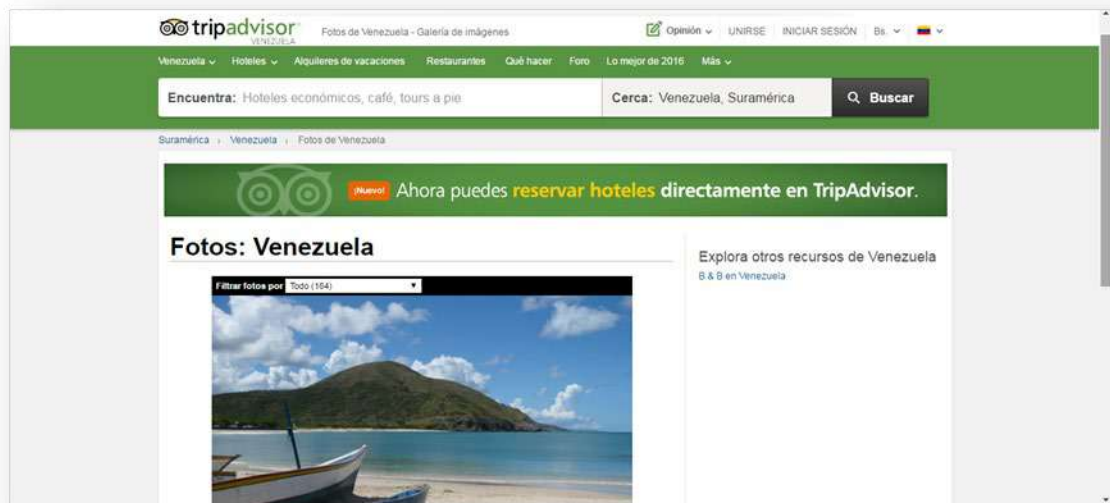 tripadvisor
VENEZUELA
Fotos de Venezuela - Galería de imágenes
Opinión
UNIRSE
INICIAR SESIÓN
Bs.
Venezuela Hoteles Alquileres de vacaciones Restaurantes Qué hacer Foro Lo mejor de 2016 Más
Encuentra: Hoteles económicos, café, tours a pie
Cerca: Venezuela, Suramérica
Buscar
Suramérica › Venezuela › Fotos de Venezuela
¡Nuevo! Ahora puedes reservar hoteles directamente en TripAdvisor.
Fotos: Venezuela
Filtrar fotos por Todo (164)
Explora otros recursos de Venezuela
B & B en Venezuela